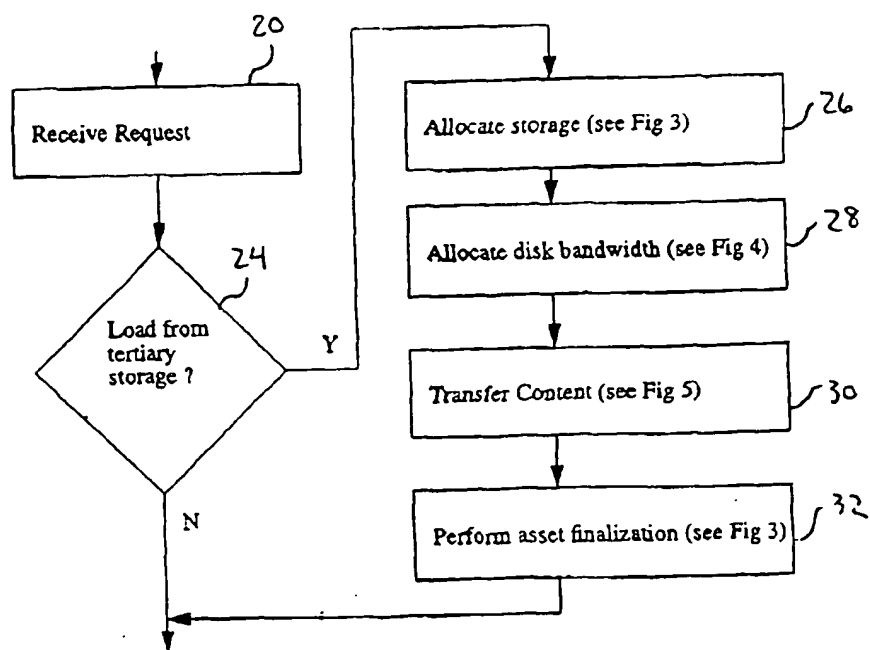 20
Receive Request
24
Load from
tertiary
storage ?
Y
N
Allocate storage (see Fig 3)
26
Allocate disk bandwidth (see Fig 4)
28
Transfer Content (see Fig 5)
30
Perform asset finalization (see Fig 3)
32